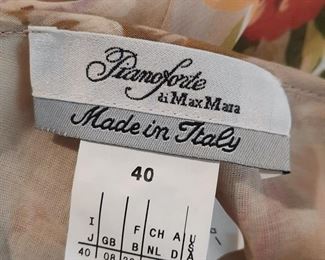 Pianoforte
di MaxMara
Made in Italy
40
I F CH A U
J GB B NL D S
40 08